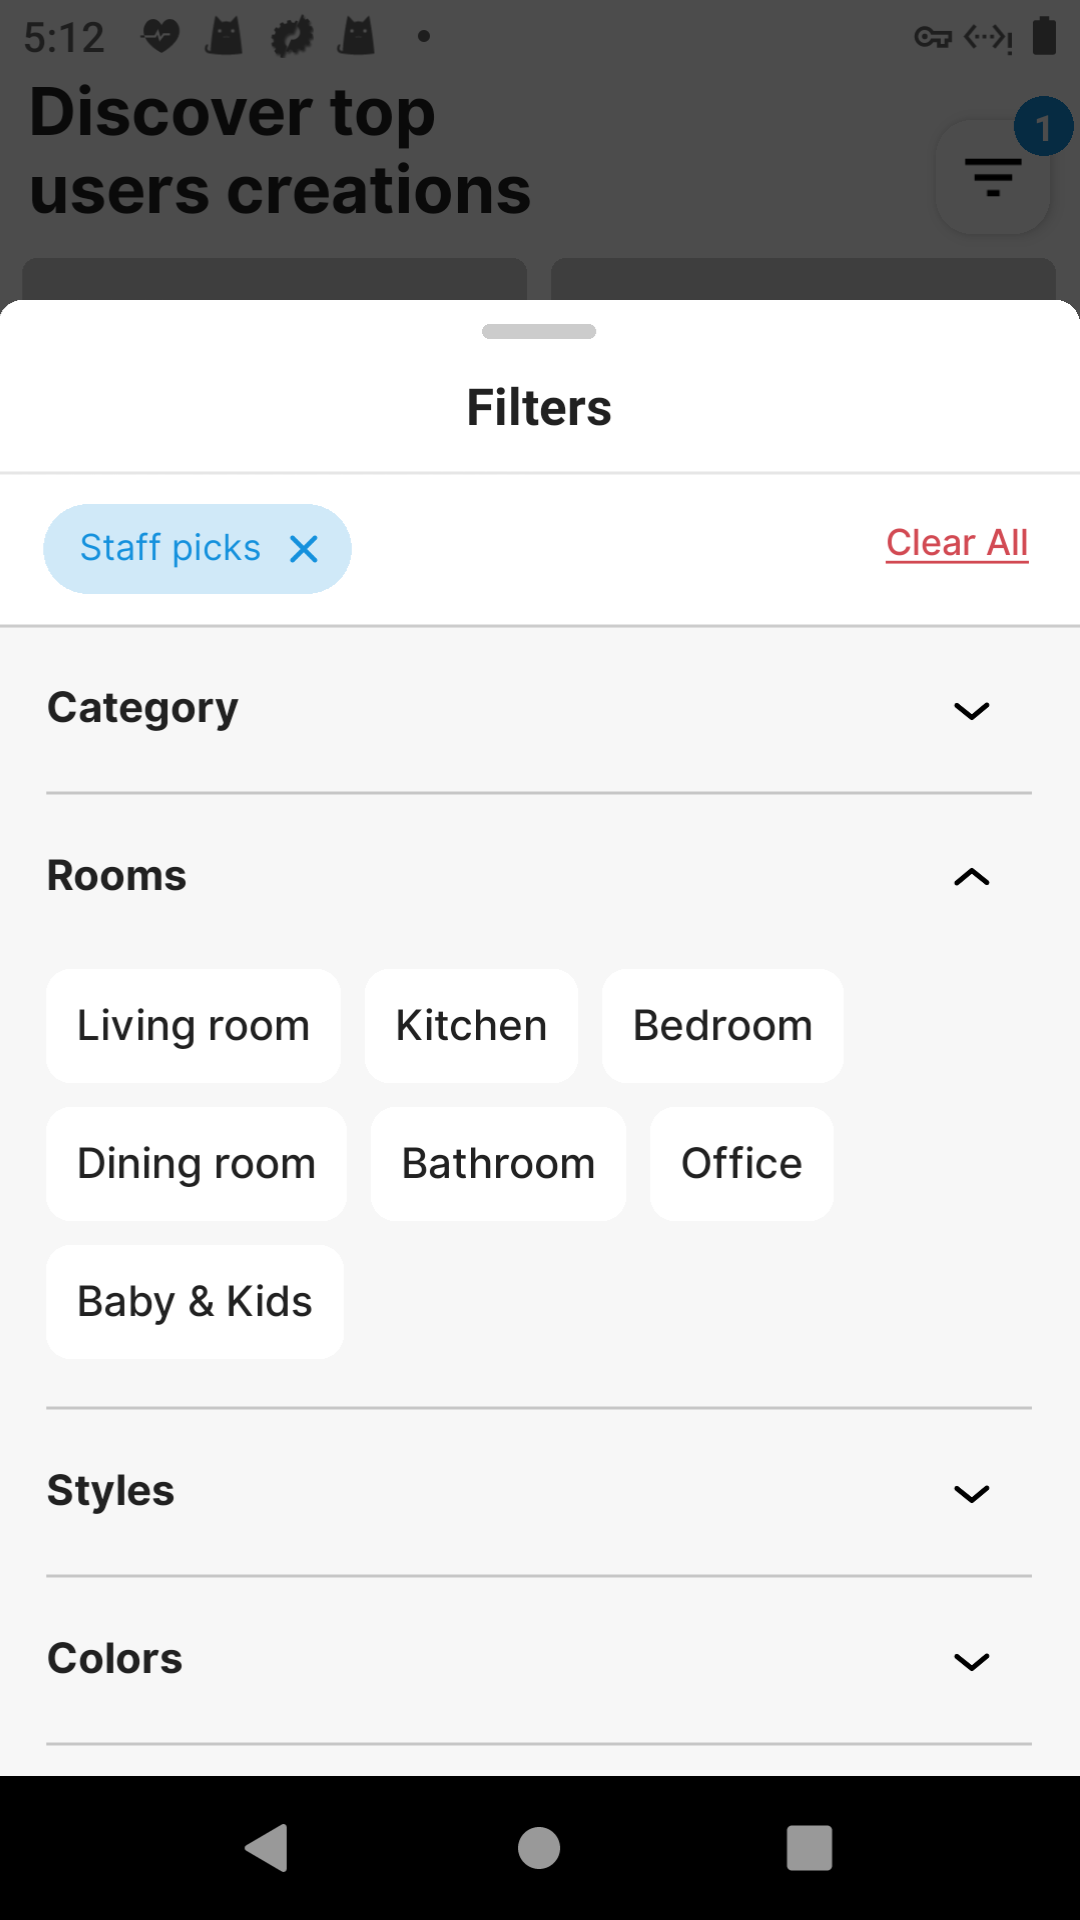 5:12
Discover top
users creations
1
Filters
Staff picks
Clear All
Category
Rooms
Living room
Kitchen
Bedroom
Dining room
Bathroom
Office
Baby & Kids
Styles
Colors